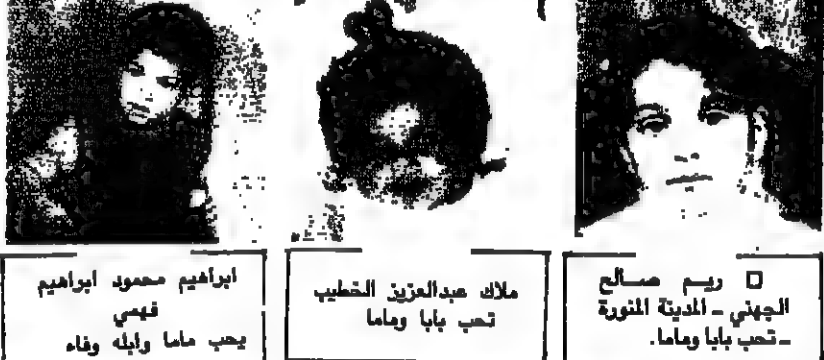 □ ريم صالح
الجهني – المدينة المنورة
– تحب بابا وماما.
ملاك عبدالعزيز الخطيب
تحب بابا وماما
ابراهيم محمود ابراهيم
فهمي
يحب ماما وابله وفاء